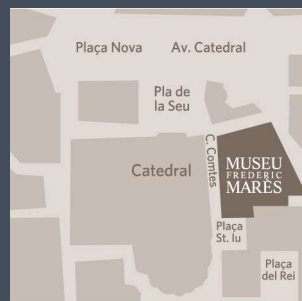 Plaça Nova
Av. Catedral
Pla de
la Seu
Catedral
C. Comtes
MUSEU
FREDERIC
MARÈS
Plaça
St. Iu
Plaça
del Rei